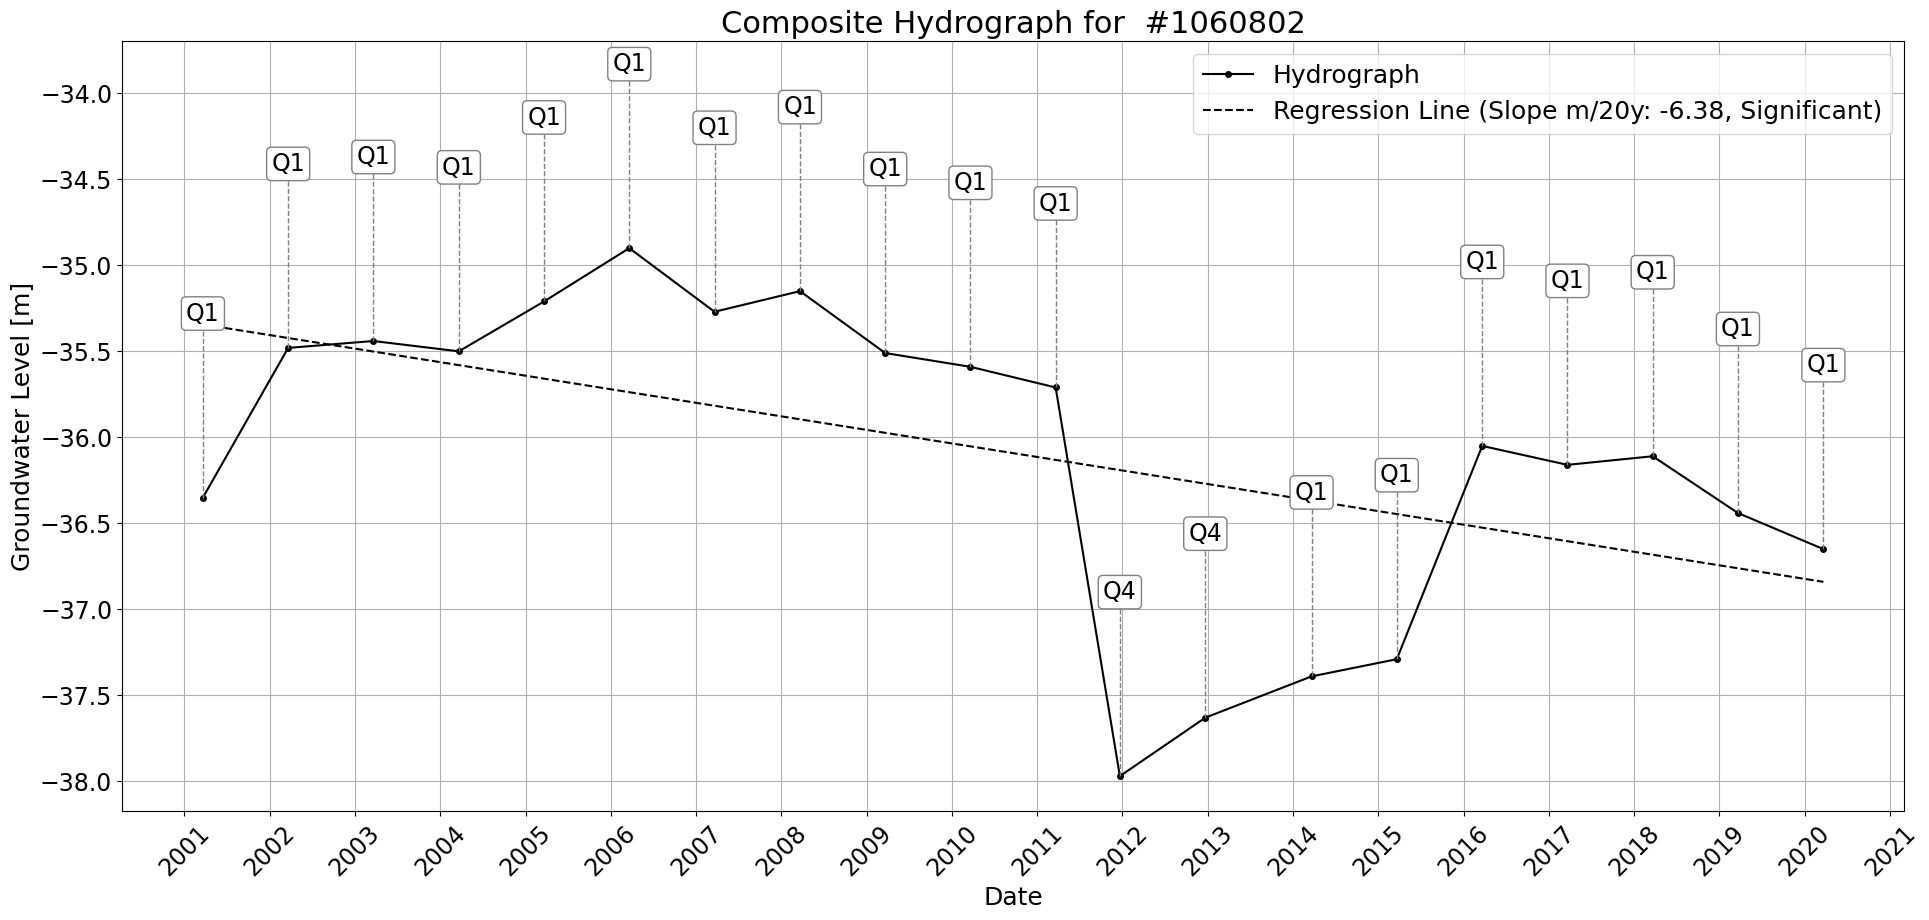 Composite Hydrograph for #1060802
Hydrograph
Regression Line (Slope m/20y: -6.38, Significant)
Groundwater Level [m]
−34.0
−34.5
−35.0
−35.5
−36.0
−36.5
−37.0
−37.5
−38.0
Q1
Q1
Q1
Q1
Q1
Q1
Q1
Q1
Q1
Q1
Q1
Q4
Q4
Q1
Q1
Q1
Q1
Q1
Q1
Q1
2001
2002
2003
2004
2005
2006
2007
2008
2009
2010
2011
2012
2013
2014
2015
2016
2017
2018
2019
2020
2021
Date